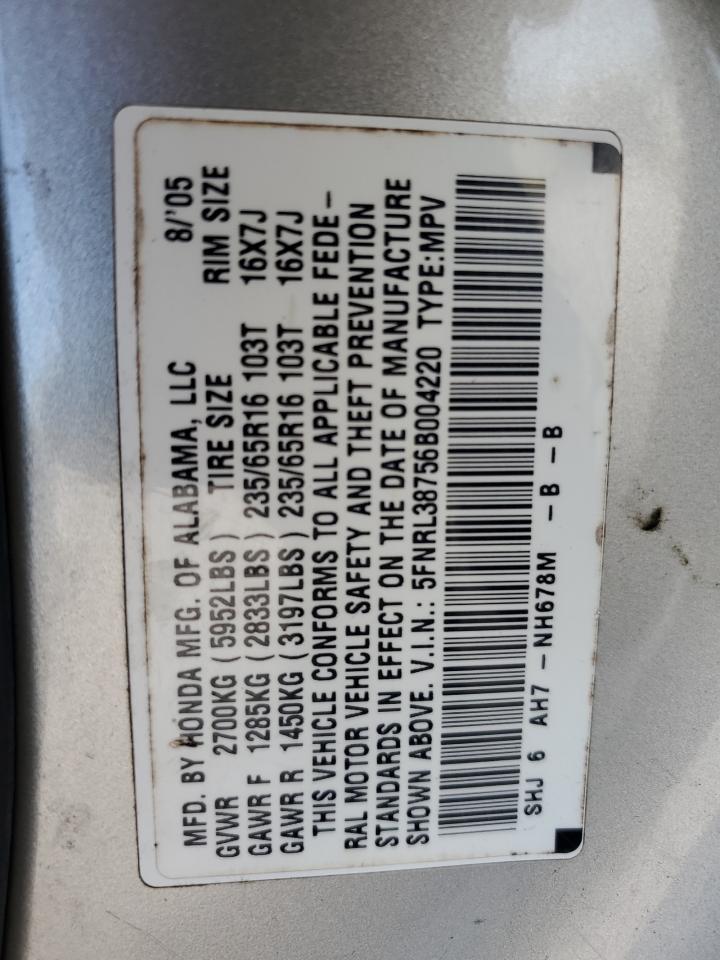 MFD. BY HONDA MFG. OF ALABAMA, LLC 8/'05
GVWR 2700KG (5952LBS) TIRE SIZE RIM SIZE
GAWR F 1285KG (2833LBS) 235/65R16 103T 16X7J
GAWR R 1450KG (3197LBS) 235/65R16 103T 16X7J
THIS VEHICLE CONFORMS TO ALL APPLICABLE FEDE-
RAL MOTOR VEHICLE SAFETY AND THEFT PREVENTION
STANDARDS IN EFFECT ON THE DATE OF MANUFACTURE
SHOWN ABOVE. V.I.N.: 5FNRL38756B004220 TYPE:MPV
SHJ 6 AH7 -NH678M -B -B